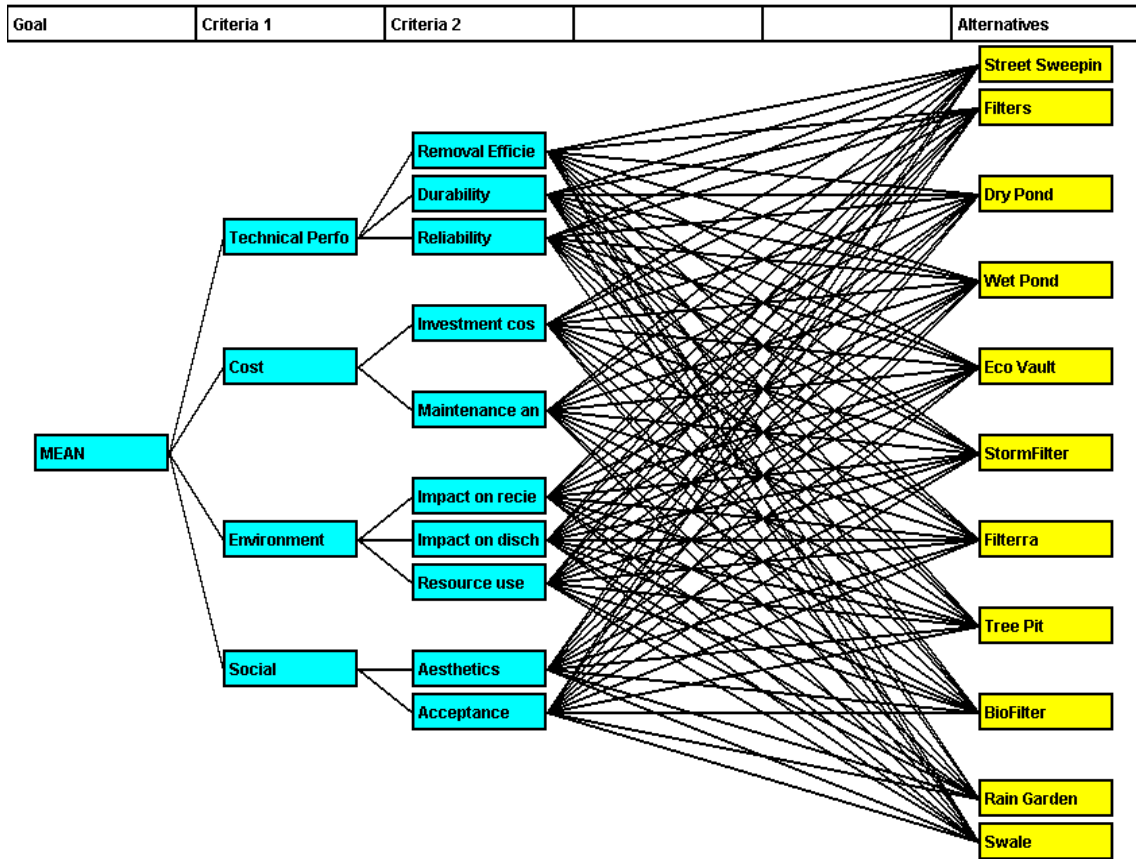 Goal
Criteria 1
Criteria 2
Alternatives
MEAN
Technical Perfo
Cost
Environment
Social
Removal Efficie
Durability
Reliability
Investment cos
Maintenance an
Impact on recie
Impact on disch
Resource use
Aesthetics
Acceptance
Street Sweepin
Filters
Dry Pond
Wet Pond
Eco Vault
StormFilter
Filterra
Tree Pit
BioFilter
Rain Garden
Swale